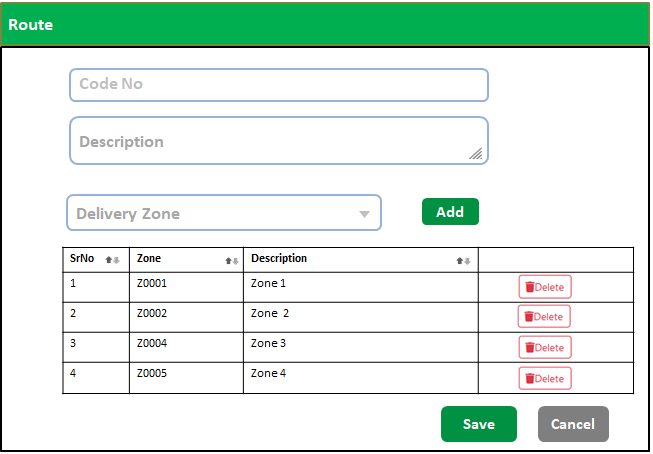 Route
Code No
Description
Delivery Zone
Add
SrNo Zone Description
1 Z0001 Zone 1 Delete
2 Z0002 Zone 2 Delete
3 Z0004 Zone 3 Delete
4 Z0005 Zone 4 Delete
Save Cancel